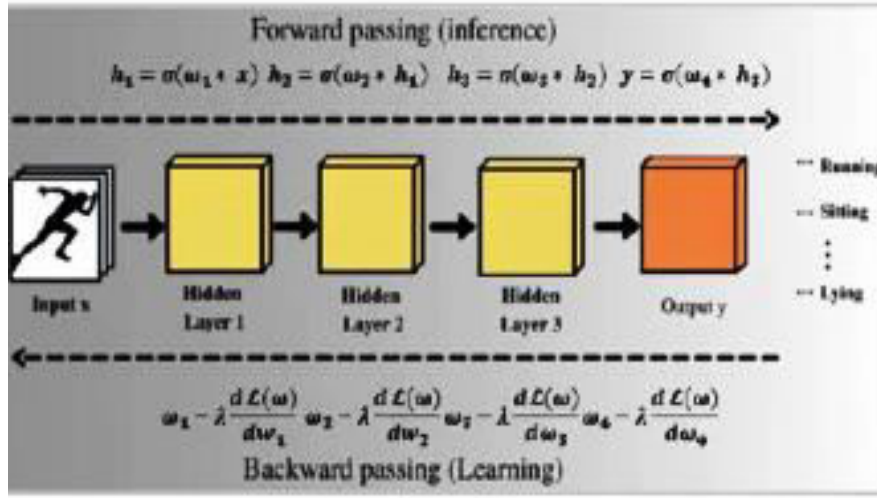 Forward passing (inference)
h₁ = σ(ω₁ * x) h₂ = σ(ω₂ * h₁) h₃ = σ(ω₃ * h₂) y = σ(ω₄ * h₃)
Running
Sitting
⋮
Lying
Input x
Hidden Layer 1
Hidden Layer 2
Hidden Layer 3
Output y
ω₁ − λ dℒ(ω)/dw₁ ω₂ − λ dℒ(ω)/dw₂ ω₃ − λ dℒ(ω)/dω₃ ω₄ − λ dℒ(ω)/dω₄
Backward passing (Learning)